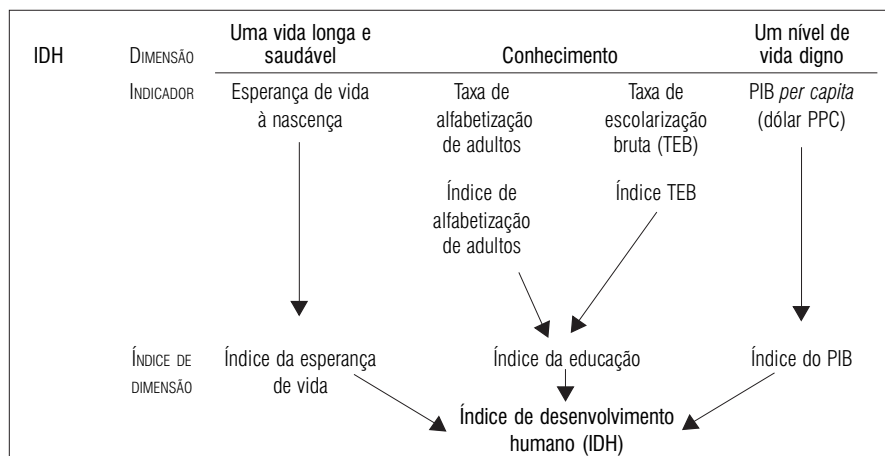 IDH
DIMENSÃO
Uma vida longa e
saudável
Conhecimento
Um nível de
vida digno
INDICADOR
Esperança de vida
à nascença
Taxa de
alfabetização
de adultos
Taxa de
escolarização
bruta (TEB)
PIB per capita
(dólar PPC)
Índice de
alfabetização
de adultos
Índice TEB
ÍNDICE DE
DIMENSÃO
Índice da esperança
de vida
Índice da educação
Índice do PIB
Índice de desenvolvimento
humano (IDH)